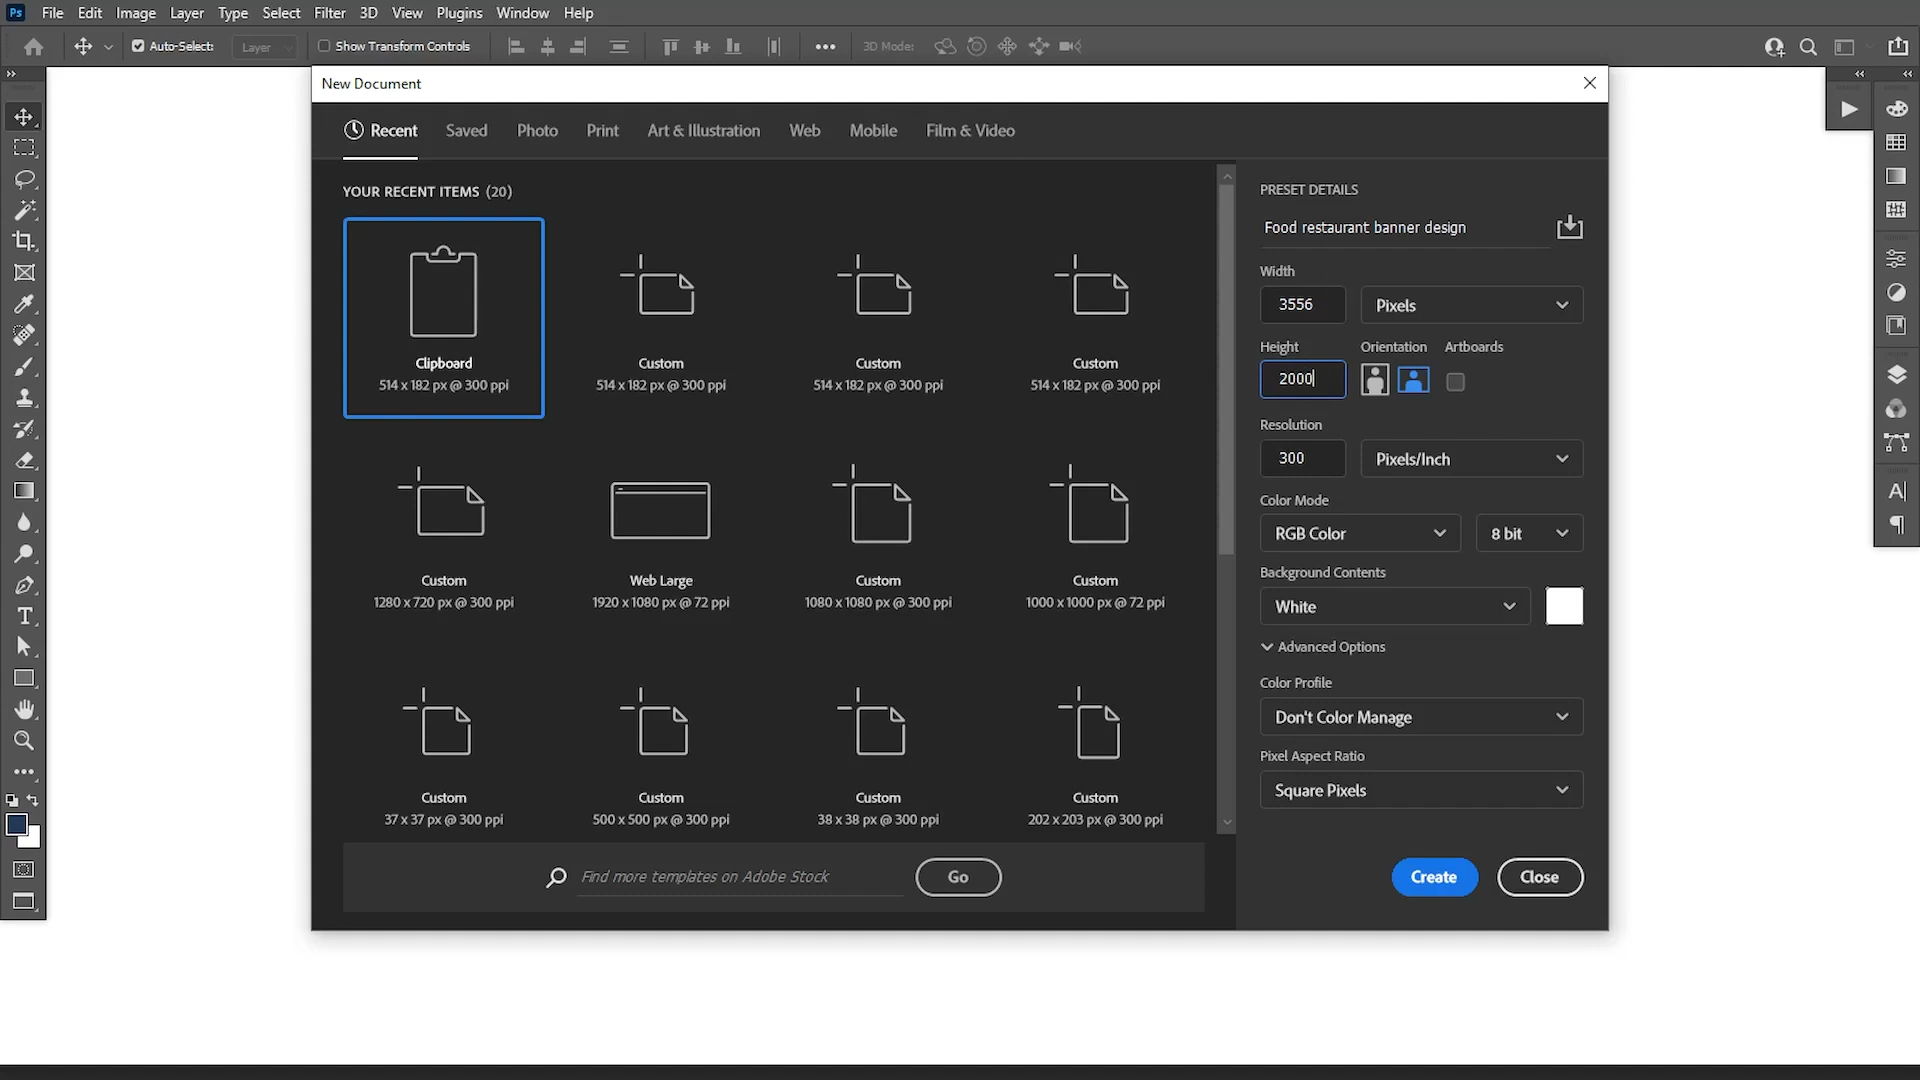 Ps File Edit Image Layer Type Select Filter 3D View Plugins Window Help
Auto-Select: Layer Show Transform Controls 3D Mode:
New Document
Recent Saved Photo Print Art & Illustration Web Mobile Film & Video
YOUR RECENT ITEMS (20)
Clipboard Custom Custom Custom
514 x 182 px @ 300 ppi 514 x 182 px @ 300 ppi 514 x 182 px @ 300 ppi 514 x 182 px @ 300 ppi
Custom Web Large Custom Custom
1280 x 720 px @ 300 ppi 1920 x 1080 px @ 72 ppi 1080 x 1080 px @ 300 ppi 1000 x 1000 px @ 72 ppi
Custom Custom Custom Custom
37 x 37 px @ 300 ppi 500 x 500 px @ 300 ppi 38 x 38 px @ 300 ppi 202 x 203 px @ 300 ppi
Find more templates on Adobe Stock Go
PRESET DETAILS
Food restaurant banner design
Width
3556 Pixels
Height Orientation Artboards
2000
Resolution
300 Pixels/Inch
Color Mode
RGB Color 8 bit
Background Contents
White
Advanced Options
Color Profile
Don't Color Manage
Pixel Aspect Ratio
Square Pixels
Create Close